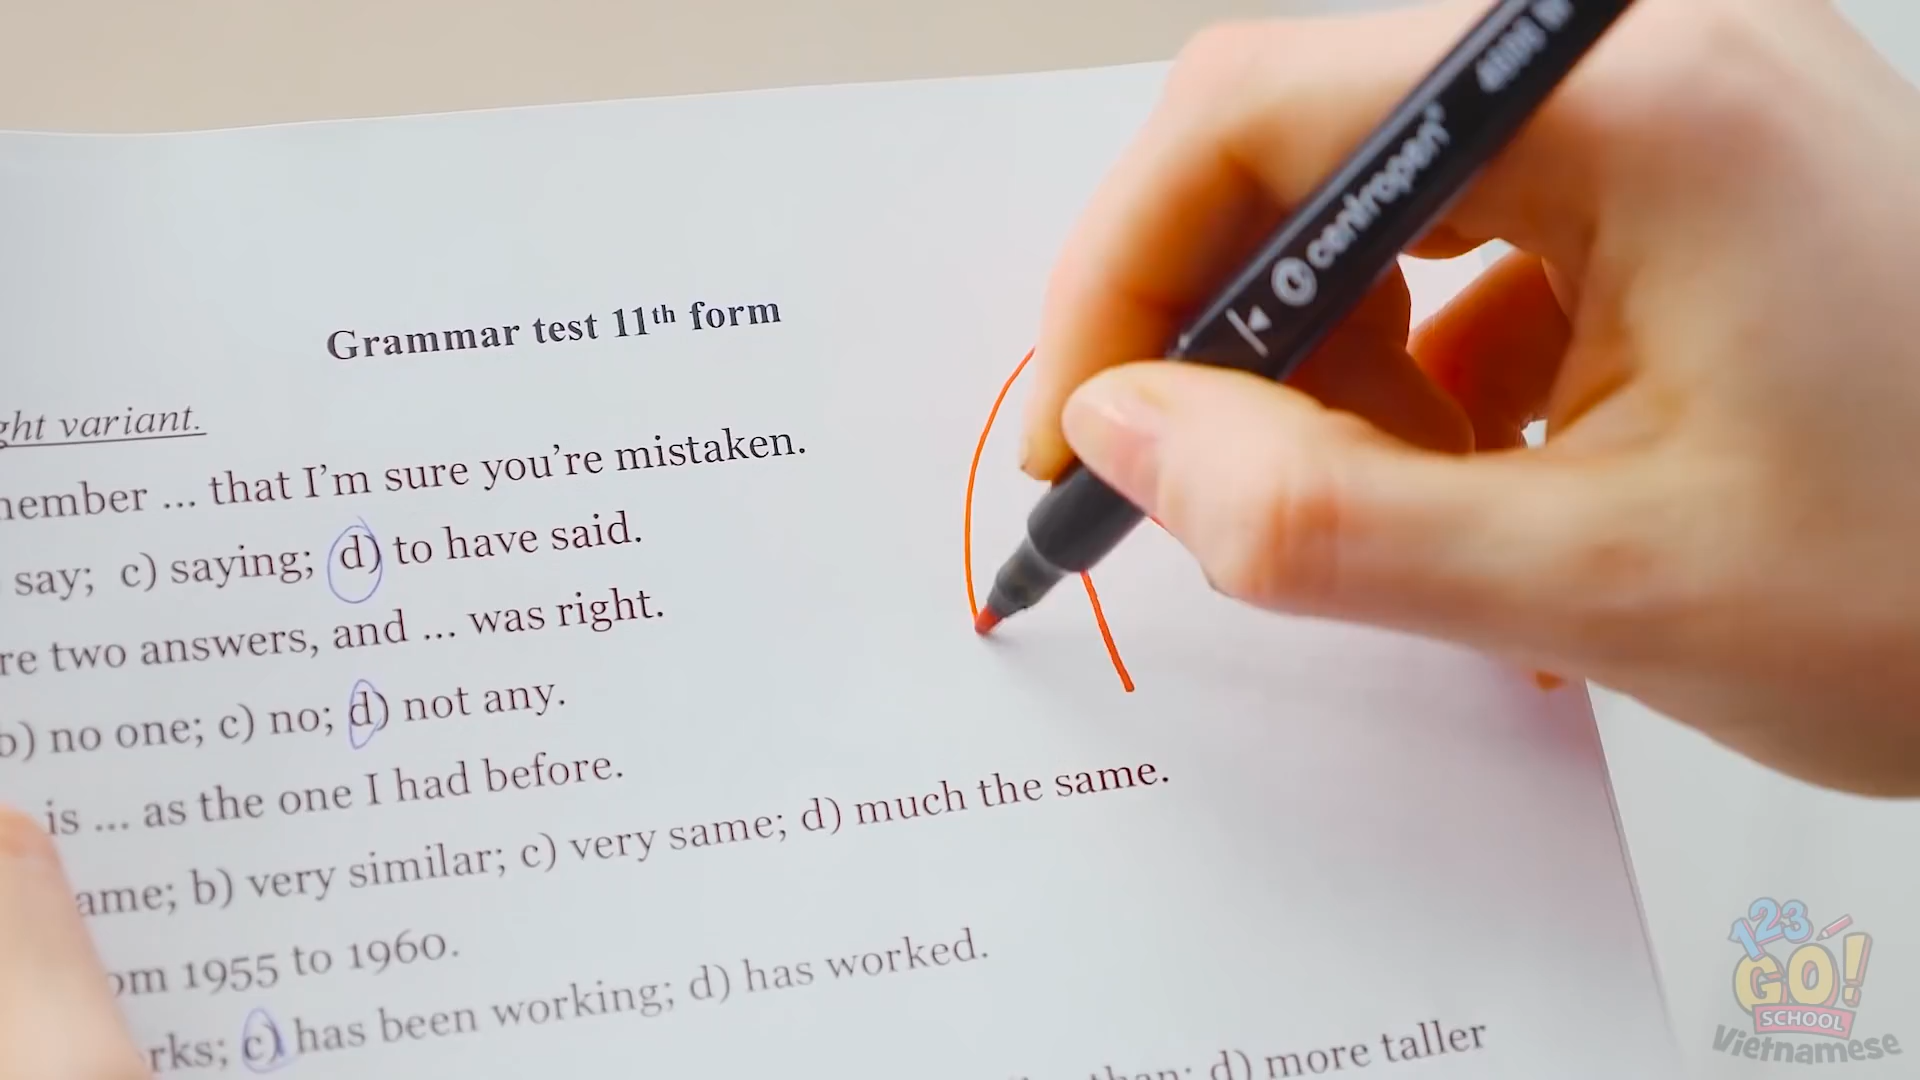 Grammar test 11th form
ght variant.
nember ... that I'm sure you're mistaken.
say; c) saying; d) to have said.
re two answers, and ... was right.
b) no one; c) no; d) not any.
is ... as the one I had before.
ame; b) very similar; c) very same; d) much the same.
om 1955 to 1960.
rks; c) has been working; d) has worked.
than; d) more taller
centropen
123
GO!
SCHOOL
Vietnamese